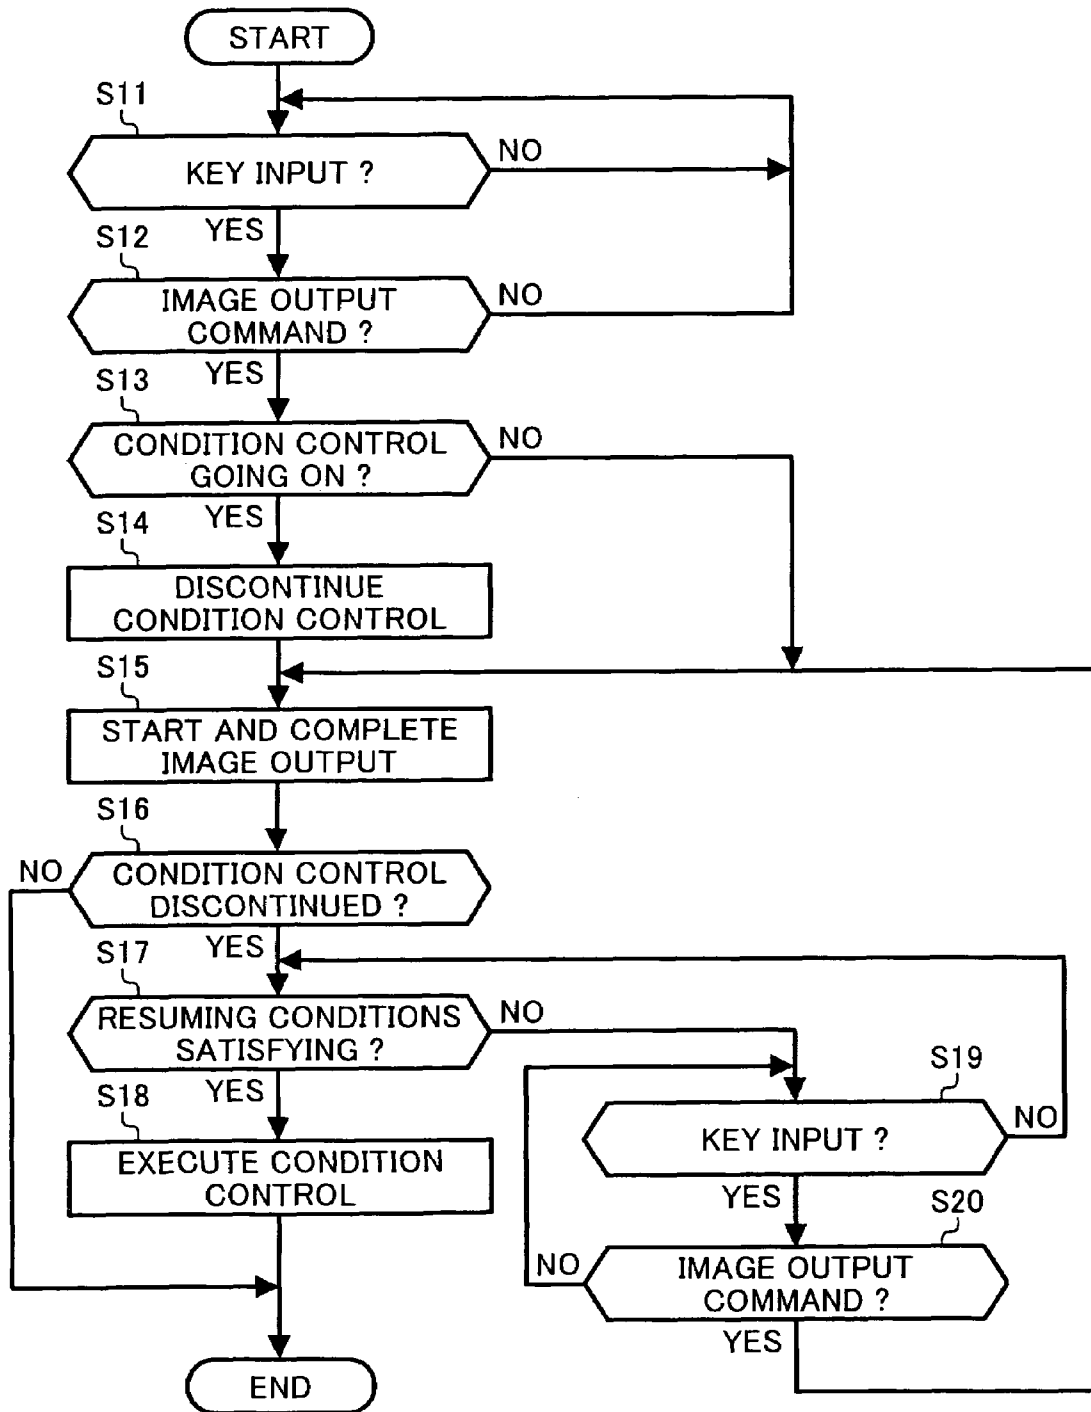 START
S11
KEY INPUT ?
NO
YES
S12
IMAGE OUTPUT
COMMAND ?
NO
YES
S13
CONDITION CONTROL
GOING ON ?
NO
YES
S14
DISCONTINUE
CONDITION CONTROL
S15
START AND COMPLETE
IMAGE OUTPUT
S16
NO
CONDITION CONTROL
DISCONTINUED ?
YES
S17
RESUMING CONDITIONS
SATISFYING ?
NO
YES
S18
EXECUTE CONDITION
CONTROL
S19
KEY INPUT ?
NO
YES
S20
NO
IMAGE OUTPUT
COMMAND ?
YES
END